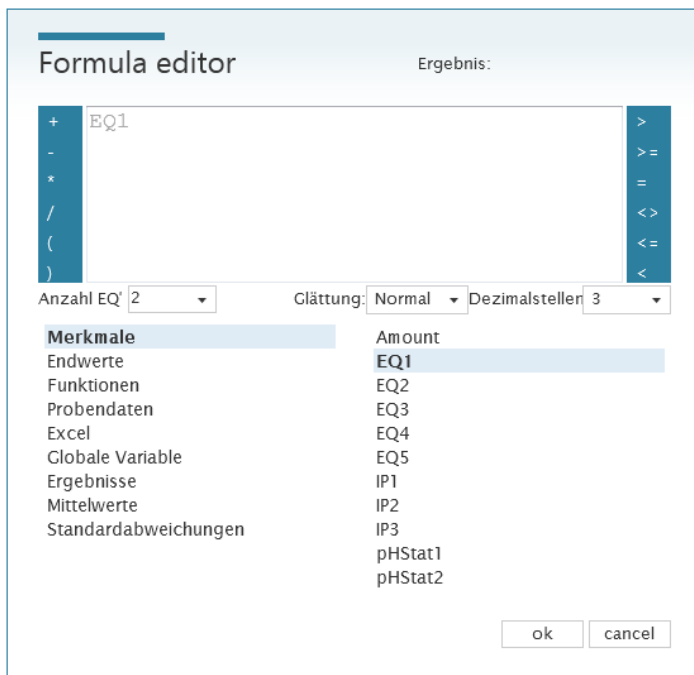 Formula editor
Ergebnis:
+
-
*
/
(
)
EQ1
>
>=
=
<>
<=
<
Anzahl EQ' 2
Glättung: Normal
Dezimalstellen 3
Merkmale
Endwerte
Funktionen
Probendaten
Excel
Globale Variable
Ergebnisse
Mittelwerte
Standardabweichungen
Amount
EQ1
EQ2
EQ3
EQ4
EQ5
IP1
IP2
IP3
pHStat1
pHStat2
ok
cancel